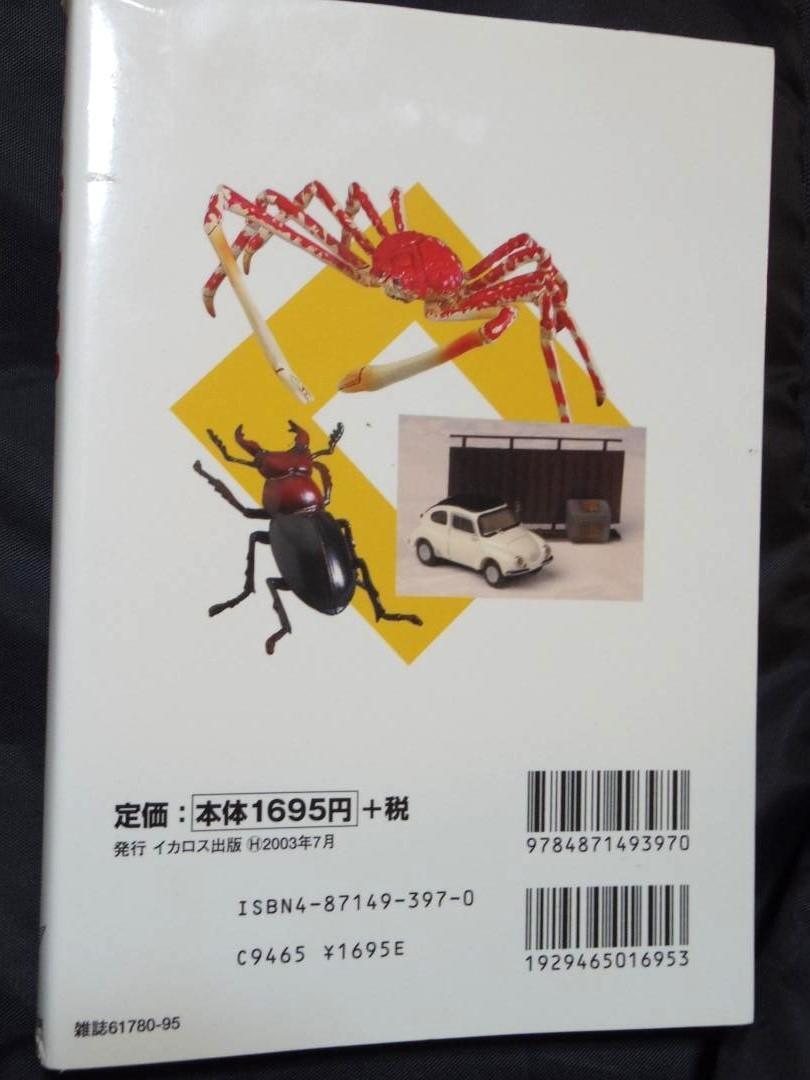 定価：本体1695円＋税
発行 イカロス出版 Ⓗ2003年7月
9784871493970
ISBN4-87149-397-0
C9465 ¥1695E
1929465016953
雑誌61780-95